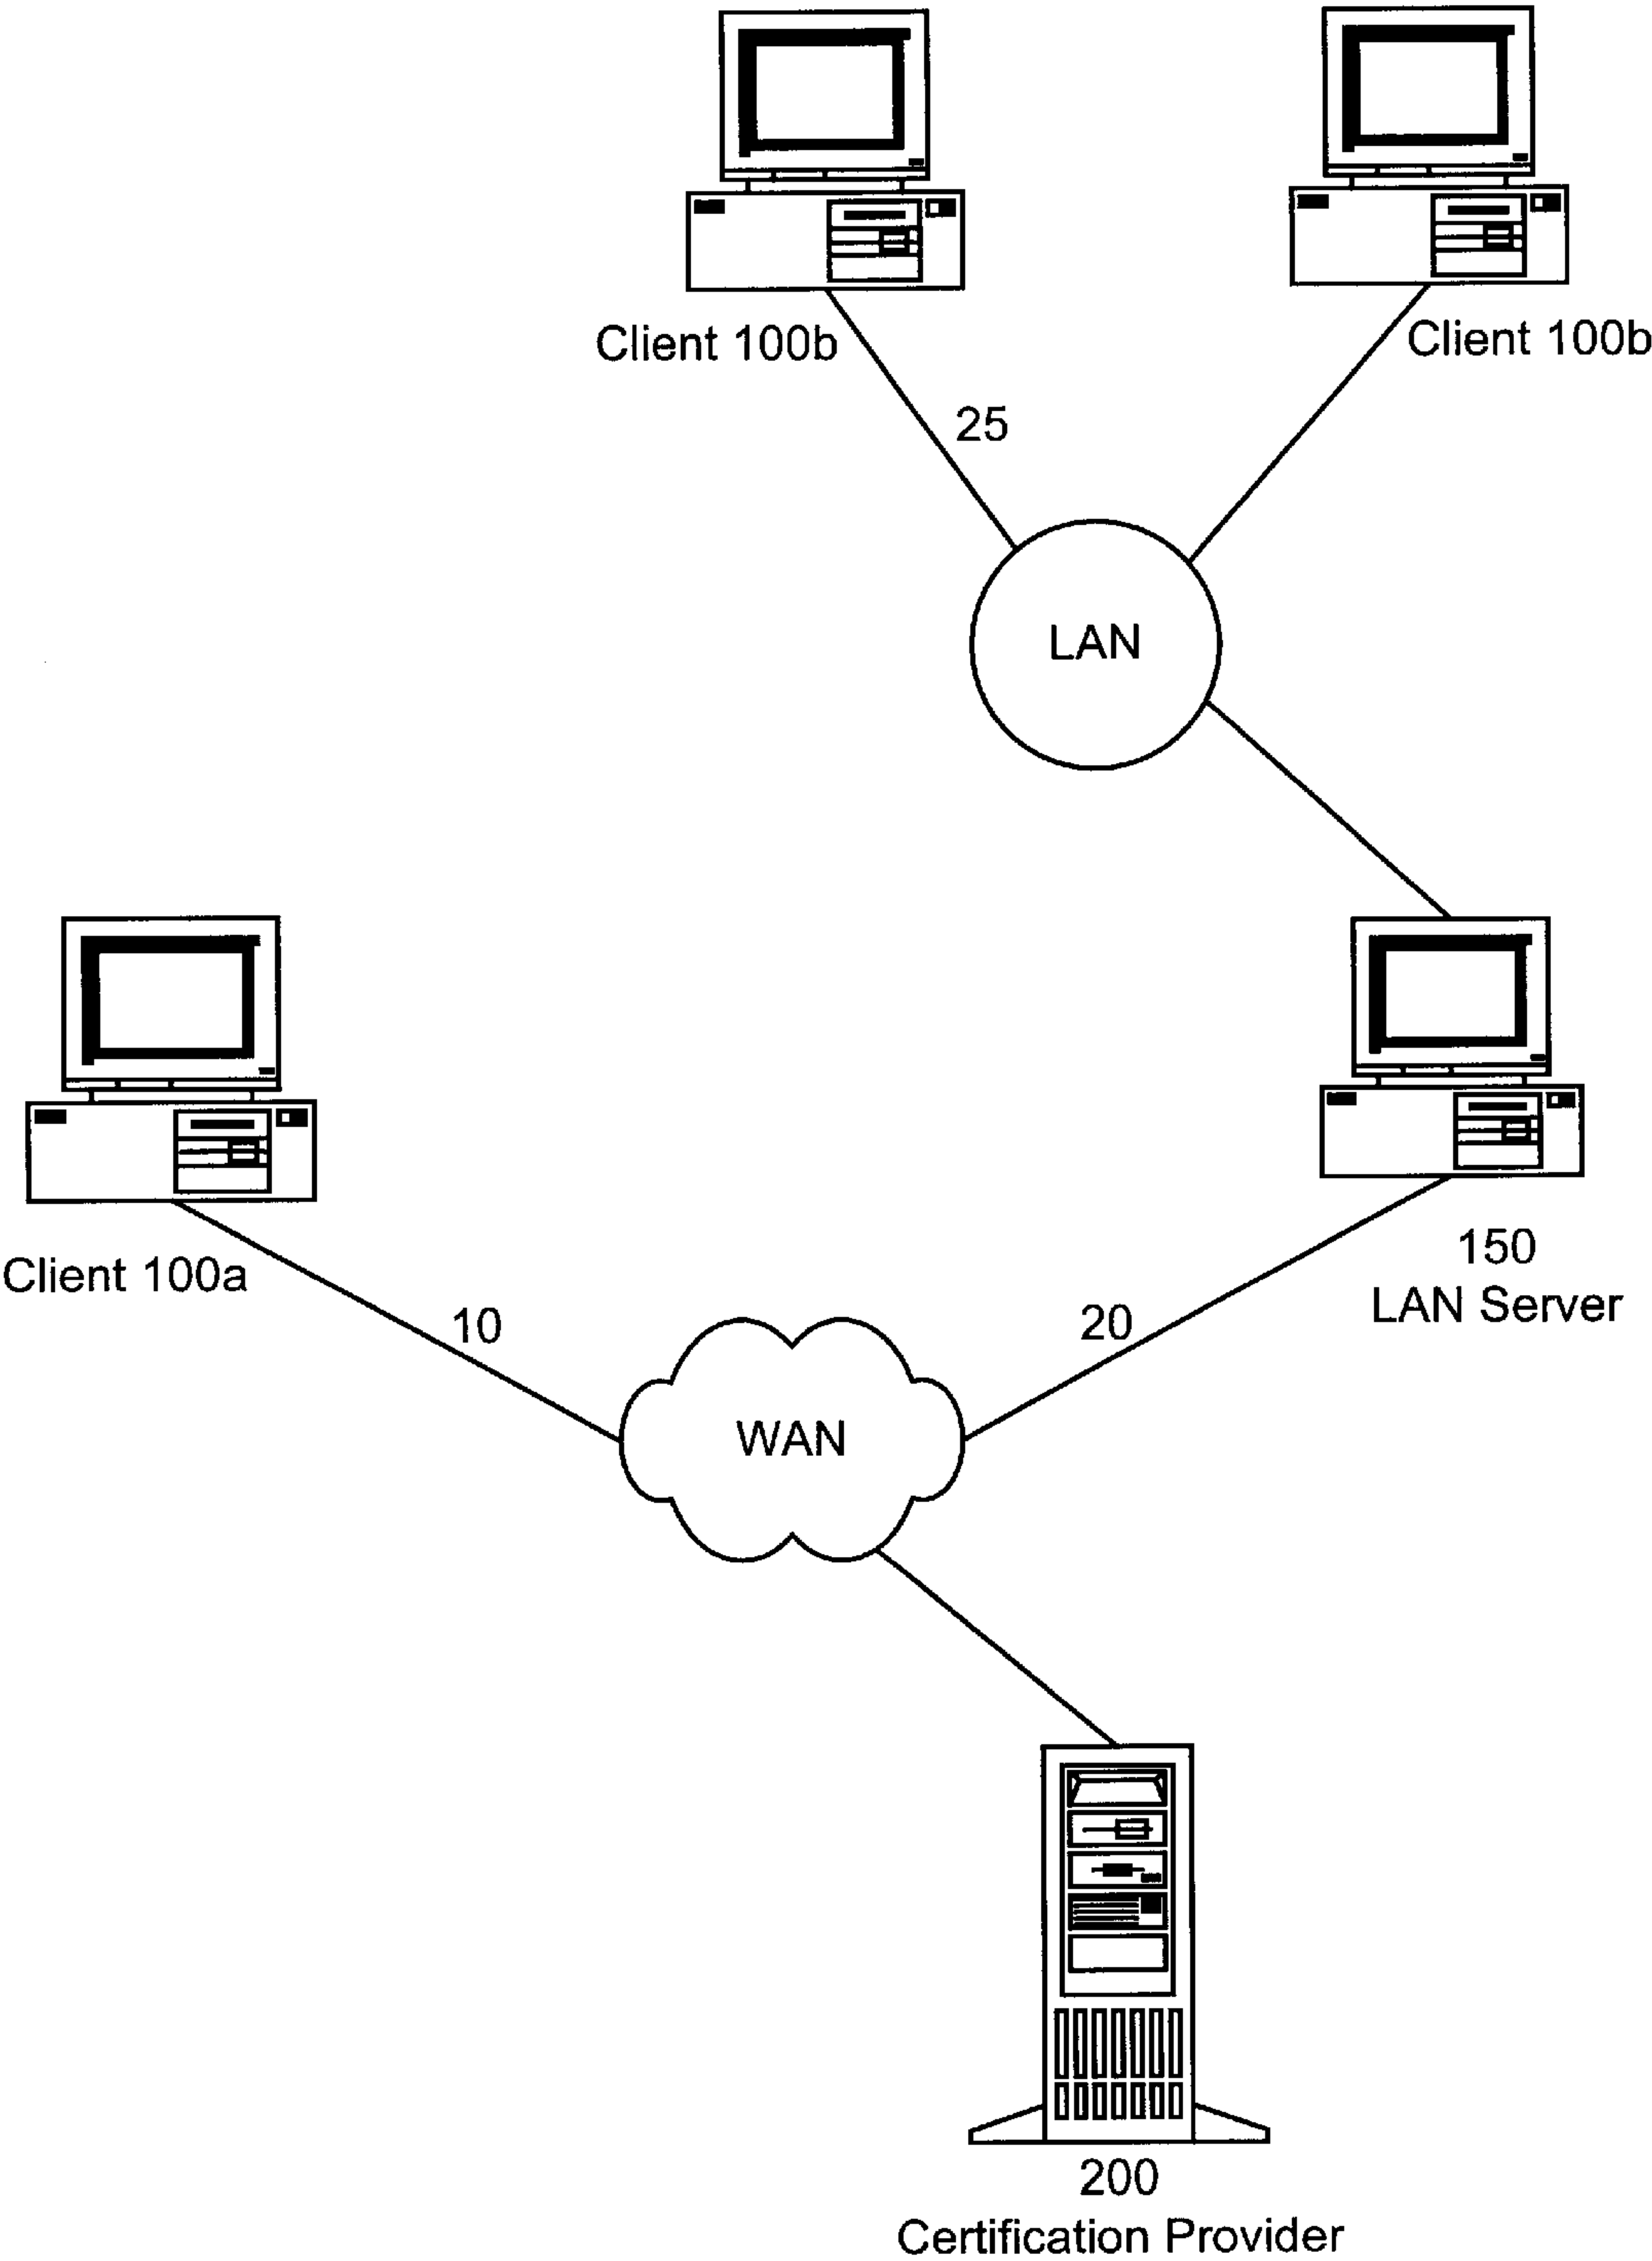 Client 100b
Client 100b
25
LAN
Client 100a
150
LAN Server
10
20
WAN
200
Certification Provider